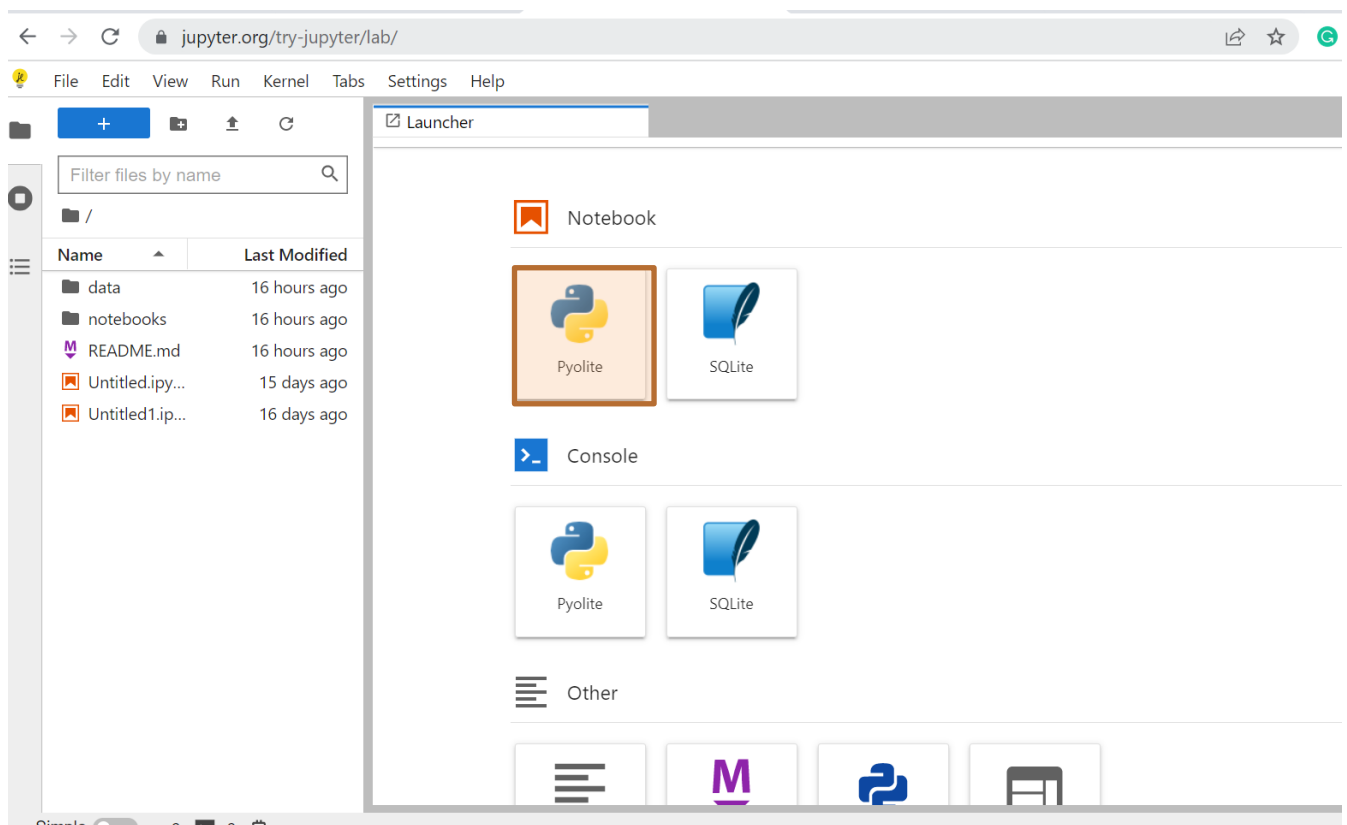 jupyter.org/try-jupyter/lab/
File Edit View Run Kernel Tabs Settings Help
+
Launcher
Filter files by name
/
Name Last Modified
data 16 hours ago
notebooks 16 hours ago
M README.md 16 hours ago
Untitled.ipy... 15 days ago
Untitled1.ip... 16 days ago
Notebook
Pyolite SQLite
>_ Console
Pyolite SQLite
Other
M
Simple